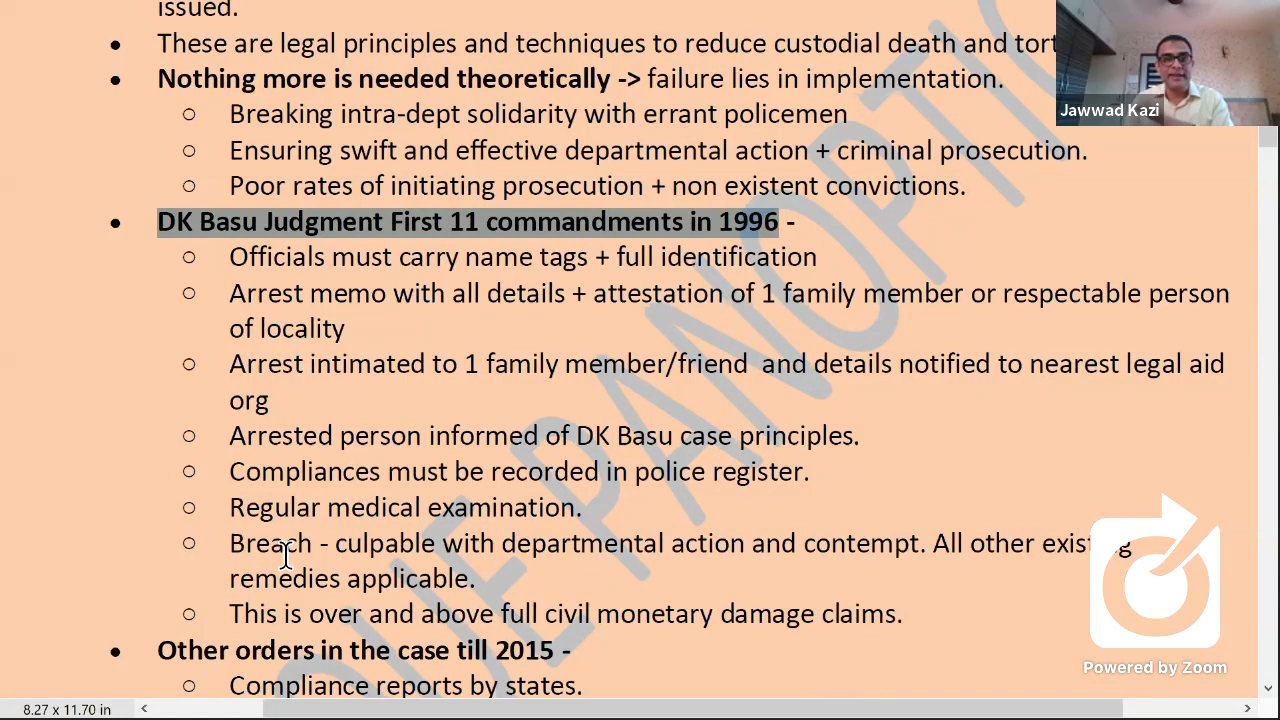 issued.
These are legal principles and techniques to reduce custodial death and tort
Nothing more is needed theoretically -> failure lies in implementation.
Jawwad Kazi
Breaking intra-dept solidarity with errant policemen
Ensuring swift and effective departmental action + criminal prosecution.
Poor rates of initiating prosecution + non existent convictions.
DK Basu Judgment First 11 commandments in 1996 -
Officials must carry name tags + full identification
Arrest memo with all details + attestation of 1 family member or respectable person
of locality
Arrest intimated to 1 family member/friend and details notified to nearest legal aid
org
Arrested person informed of DK Basu case principles.
Compliances must be recorded in police register.
Regular medical examination.
Breach - culpable with departmental action and contempt. All other existing
remedies applicable.
This is over and above full civil monetary damage claims.
Other orders in the case till 2015 -
Compliance reports by states.
Powered by Zoom
8.27 x 11.70 in